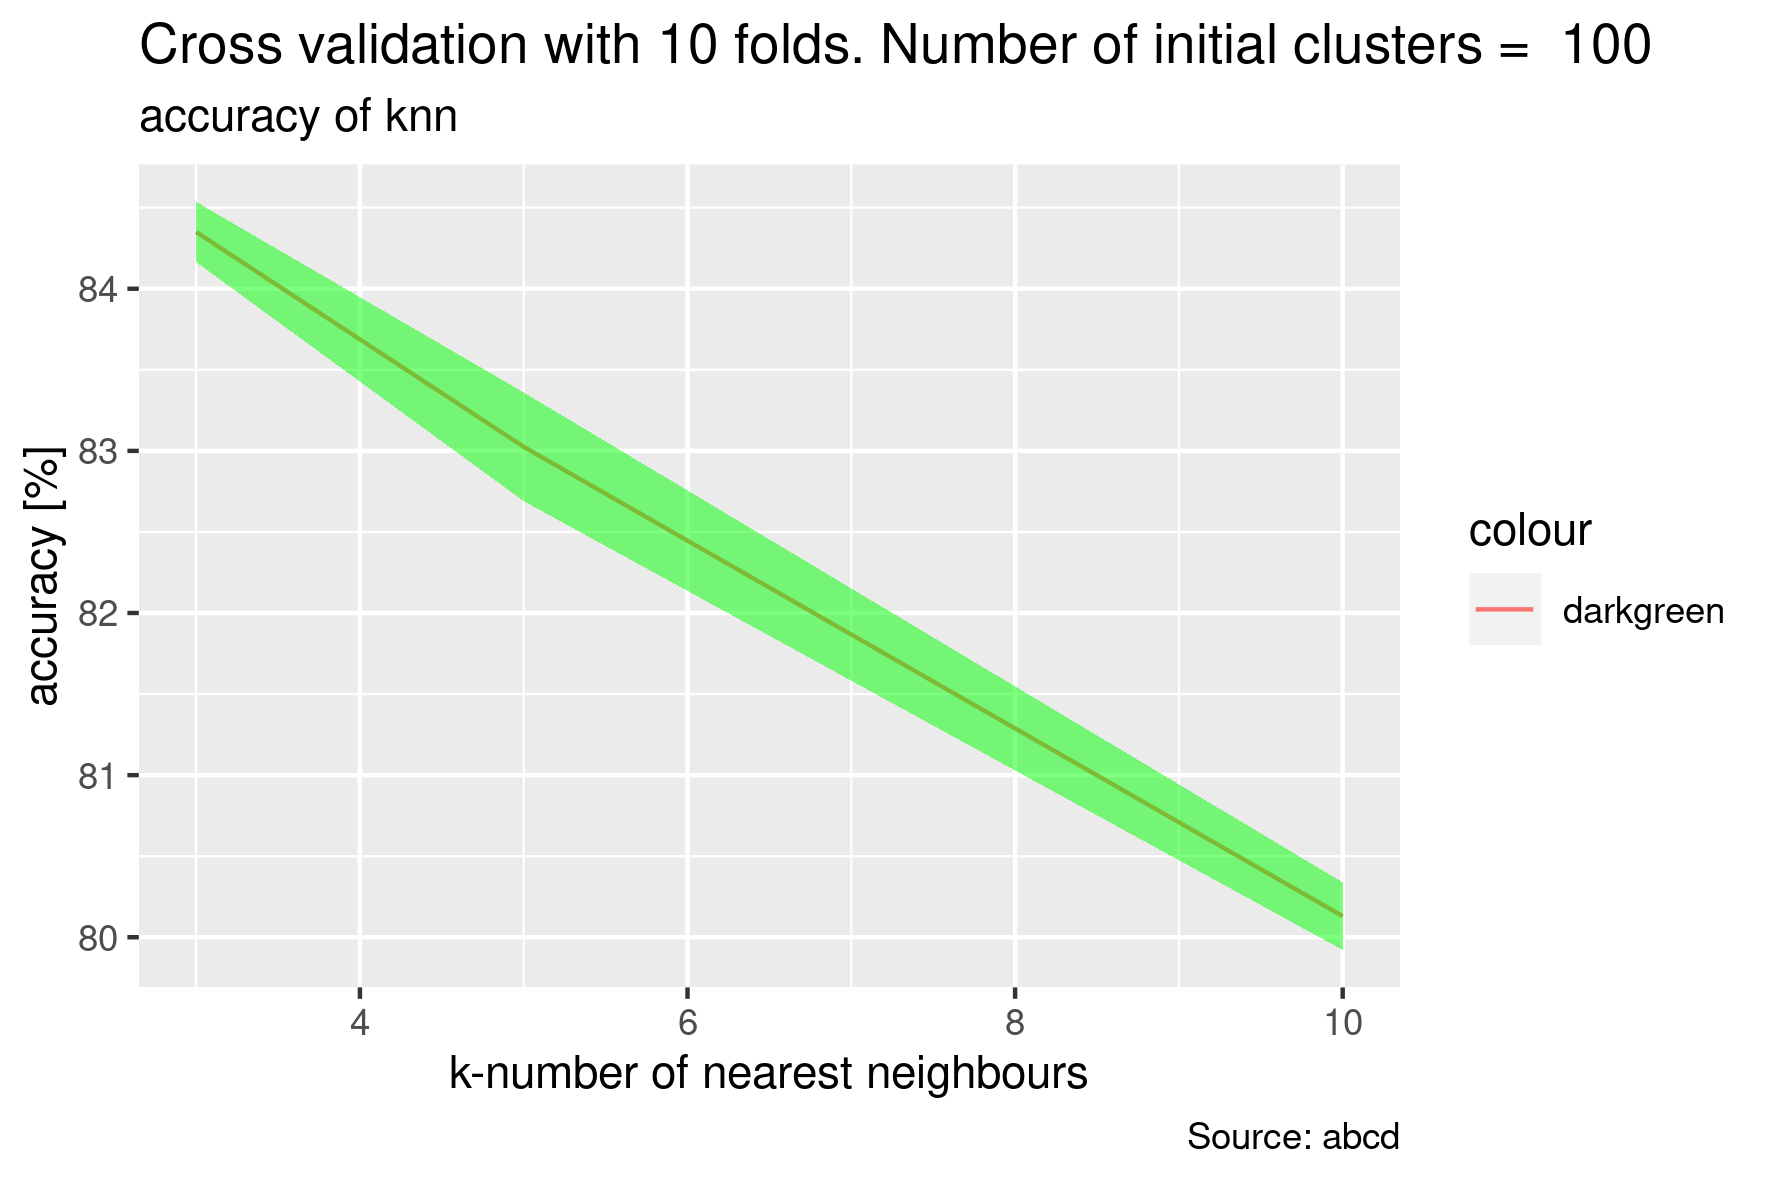 Cross validation with 10 folds. Number of initial clusters =  100
accuracy of knn
accuracy [%]
84
83
82
81
80
4
6
8
10
k-number of nearest neighbours
colour
darkgreen
Source: abcd